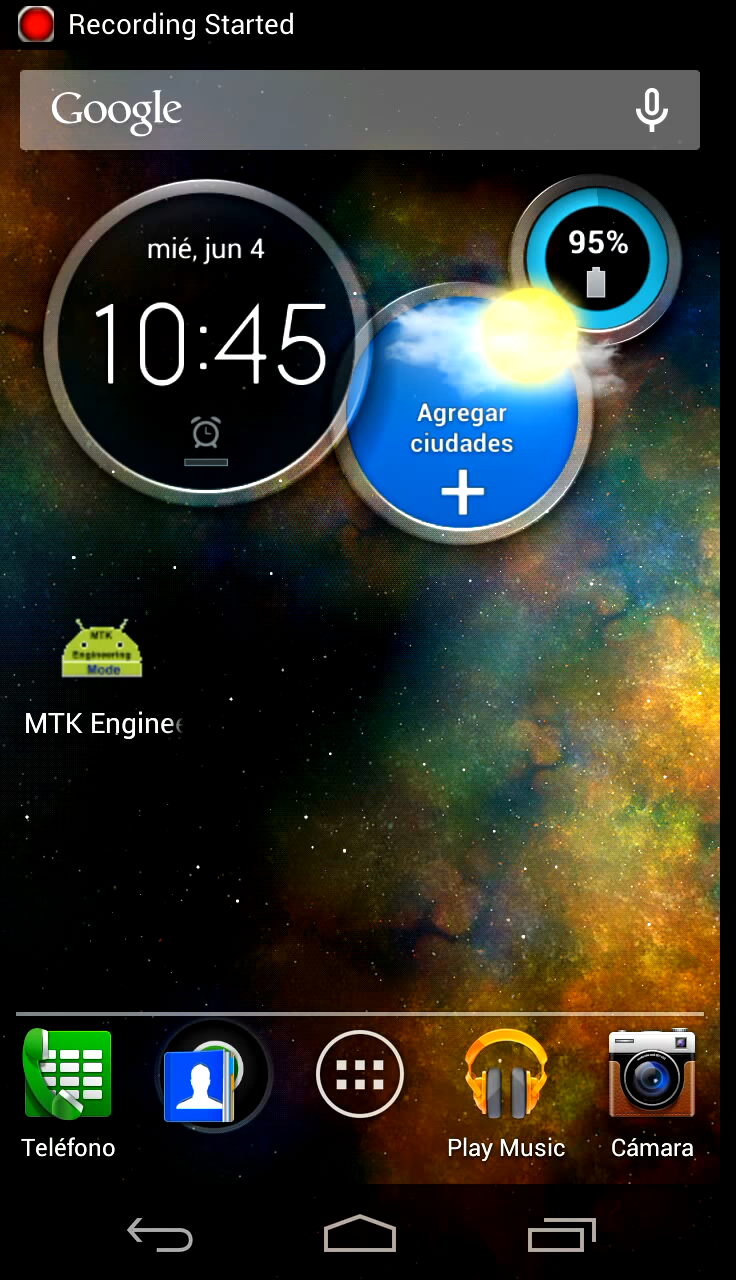 Recording Started
Google
mié, jun 4
10:45
95%
Agregar
ciudades
MTK
Engineering
Mode
MTK Enginee
Teléfono
Play Music
Cámara